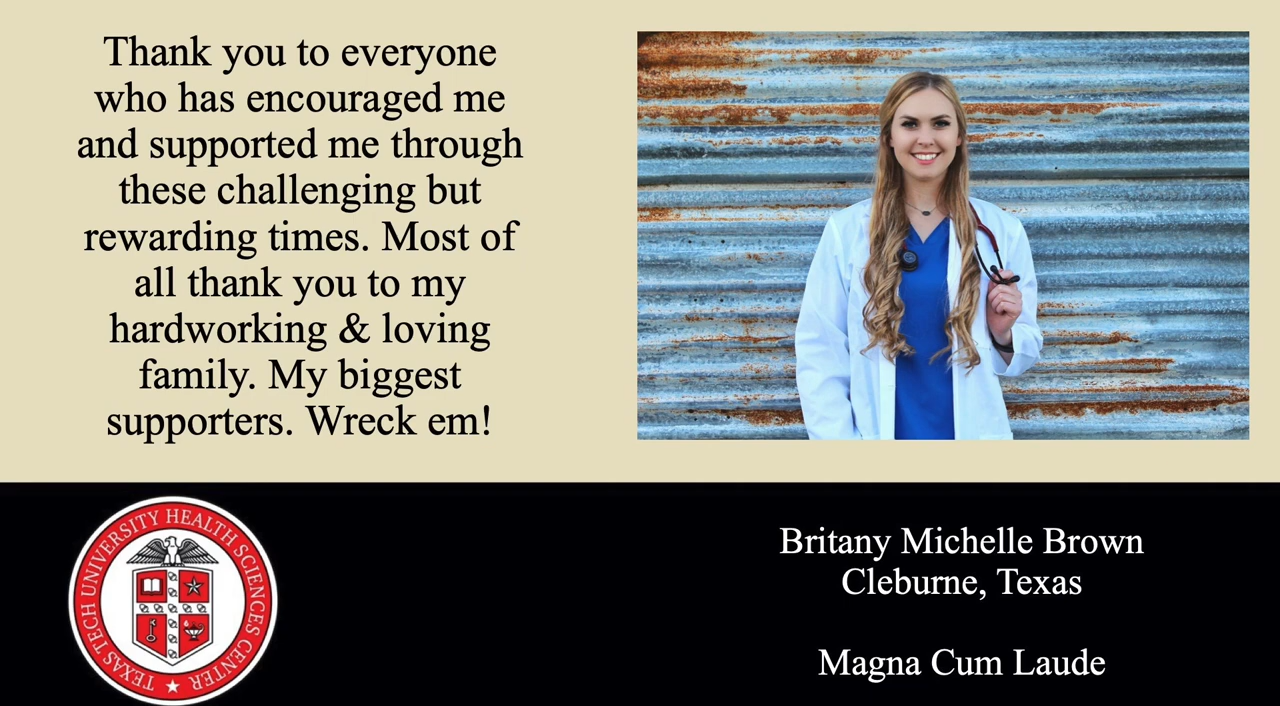 Thank you to everyone
who has encouraged me
and supported me through
these challenging but
rewarding times. Most of
all thank you to my
hardworking & loving
family. My biggest
supporters. Wreck em!
TEXAS TECH UNIVERSITY HEALTH SCIENCES CENTER
Britany Michelle Brown
Cleburne, Texas
Magna Cum Laude